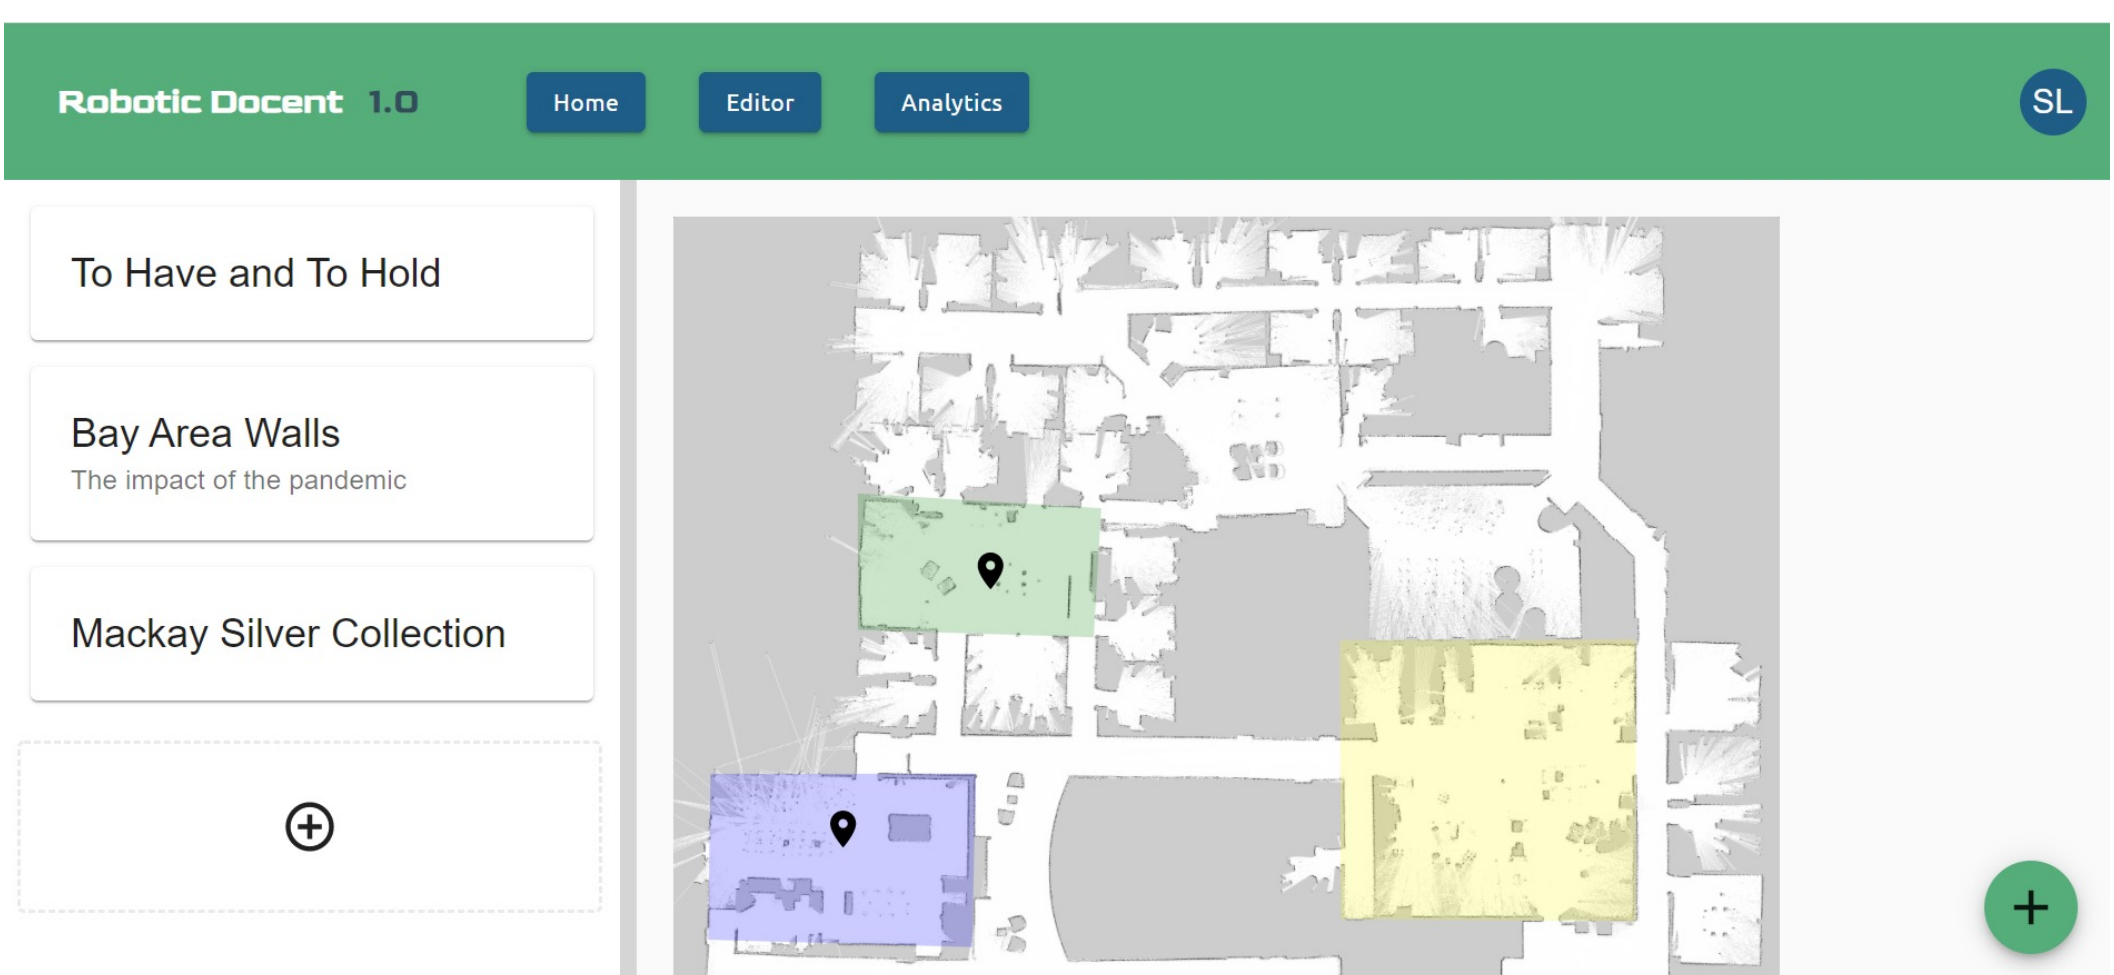 Robotic Docent 1.0
Home
Editor
Analytics
SL
To Have and To Hold
Bay Area Walls
The impact of the pandemic
Mackay Silver Collection